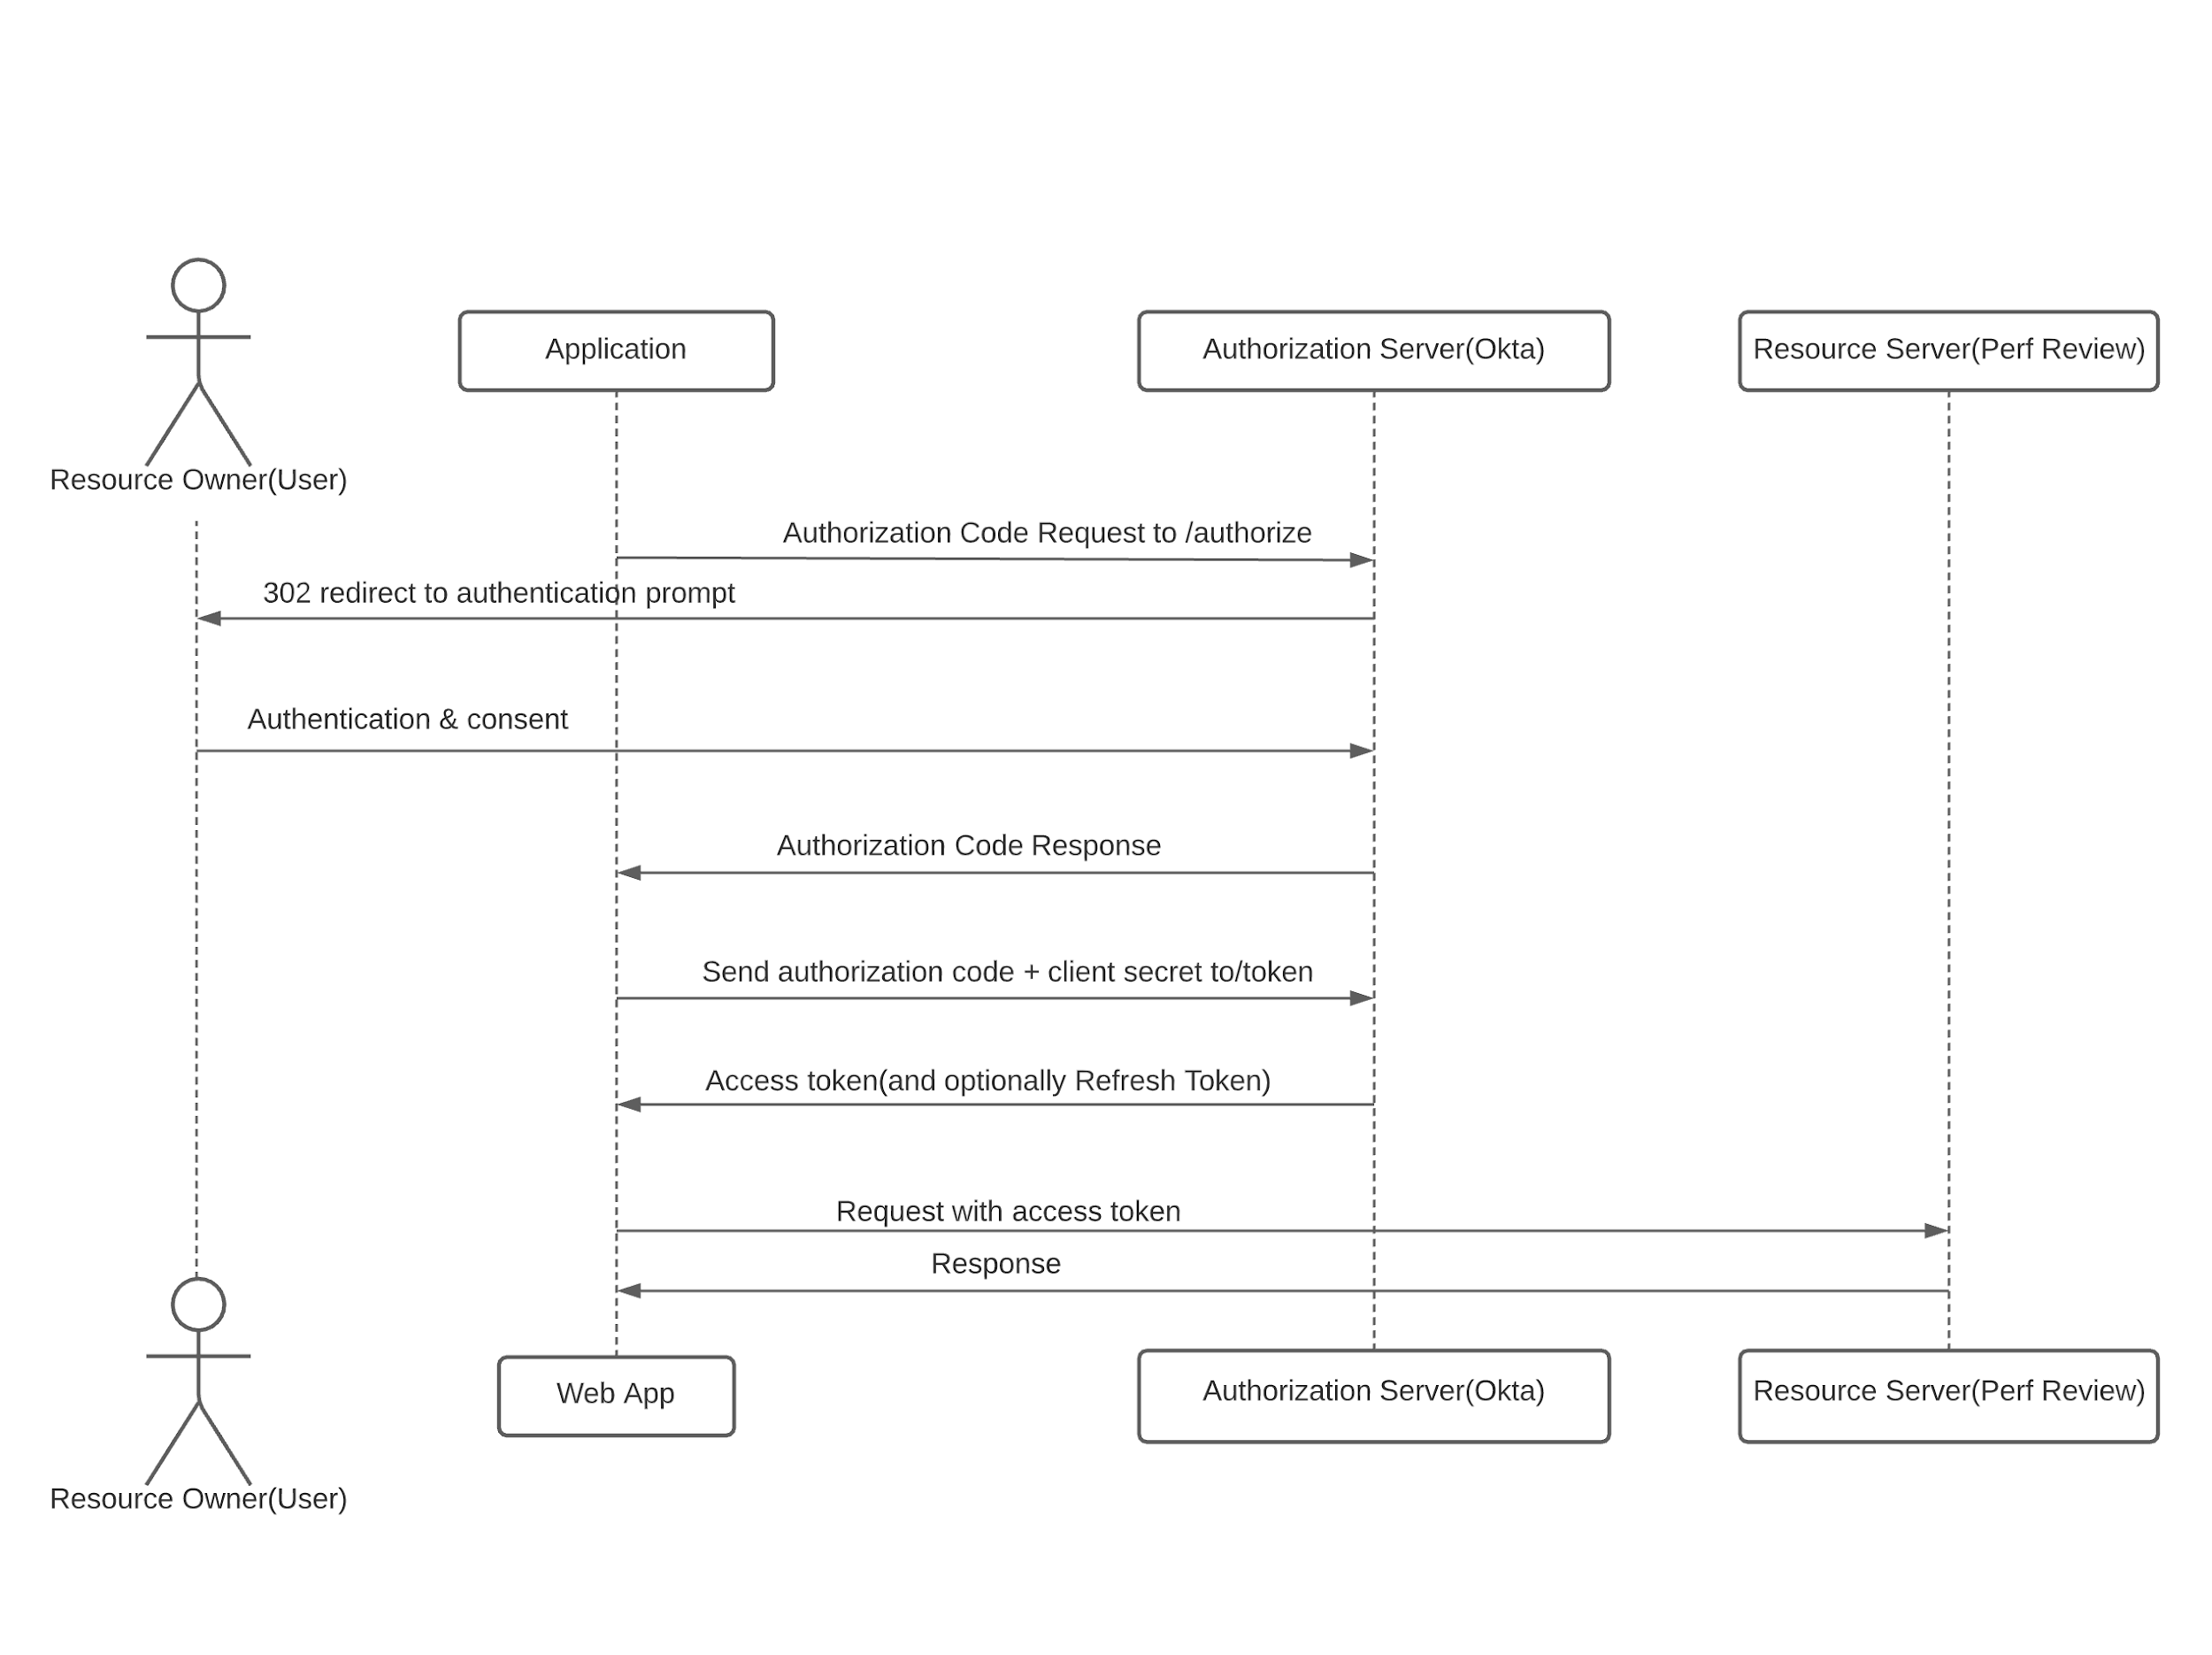 Application
Authorization Server(Okta)
Resource Server(Perf Review)
Resource Owner(User)
Authorization Code Request to /authorize
302 redirect to authentication prompt
Authentication & consent
Authorization Code Response
Send authorization code + client secret to/token
Access token(and optionally Refresh Token)
Request with access token
Response
Web App
Authorization Server(Okta)
Resource Server(Perf Review)
Resource Owner(User)